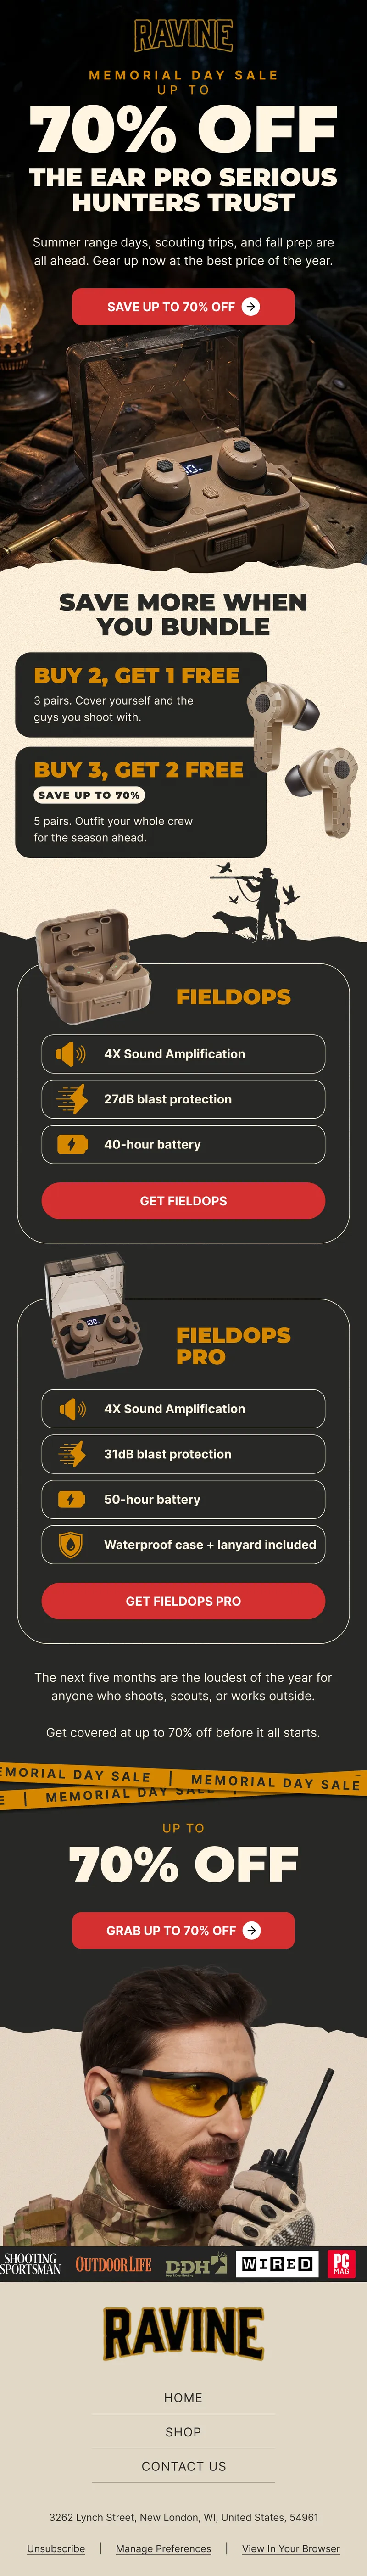 RAVINE
MEMORIAL DAY SALE
UP TO
70% OFF
THE EAR PRO SERIOUS
HUNTERS TRUST
Summer range days, scouting trips, and fall prep are
all ahead. Gear up now at the best price of the year.
SAVE UP TO 70% OFF
SAVE MORE WHEN
YOU BUNDLE
BUY 2, GET 1 FREE
3 pairs. Cover yourself and the
guys you shoot with.
BUY 3, GET 2 FREE
SAVE UP TO 70%
5 pairs. Outfit your whole crew
for the season ahead.
FIELDOPS
4X Sound Amplification
27dB blast protection
40-hour battery
GET FIELDOPS
FIELDOPS
PRO
4X Sound Amplification
31dB blast protection
50-hour battery
Waterproof case + lanyard included
GET FIELDOPS PRO
The next five months are the loudest of the year for
anyone who shoots, scouts, or works outside.
Get covered at up to 70% off before it all starts.
EMORIAL DAY SALE | MEMORIAL DAY SALE
E | MEMORIAL DAY SALE
UP TO
70% OFF
GRAB UP TO 70% OFF
SHOOTING
SPORTSMAN
OUTDOOR LIFE
DDH
WIRED
PC
MAG
RAVINE
HOME
SHOP
CONTACT US
3262 Lynch Street, New London, WI, United States, 54961
Unsubscribe | Manage Preferences | View In Your Browser